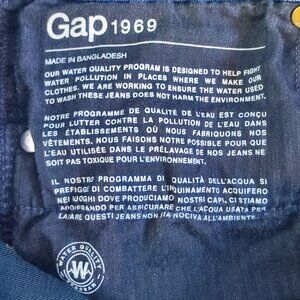 Gap 1969
MADE IN BANGLADESH
OUR WATER QUALITY PROGRAM IS DESIGNED TO HELP FIGHT
WATER POLLUTION IN PLACES WHERE WE MAKE OUR
CLOTHES. WE ARE WORKING TO ENSURE THE WATER USED
TO WASH THESE JEANS DOES NOT HARM THE ENVIRONMENT.
NOTRE PROGRAMME DE QUALITÉ DE L'EAU EST CONÇU
POUR LUTTER CONTRE LA POLLUTION DE L'EAU DANS
LES ÉTABLISSEMENTS OÙ NOUS FABRIQUONS NOS
VÊTEMENTS. NOUS FAISONS NOTRE POSSIBLE POUR QUE
L'EAU UTILISÉE DANS LE PRÉLAVAGE DE NOS JEANS NE
SOIT PAS TOXIQUE POUR L'ENVIRONNEMENT.
IL NOSTRO PROGRAMMA DI QUALITÀ DELL'ACQUA SI
PREFIGGE DI COMBATTERE L'INQUINAMENTO ACQUIFERO
NEI LUOGHI DOVE PRODUCIAMO I NOSTRI CAPI. CI STIAMO
PER ASSICURARE CHE L'ACQUA USATA PER
QUESTI JEANS NON NUOCIVA ALL'AMBIENTE.
WATER QUALITY
W